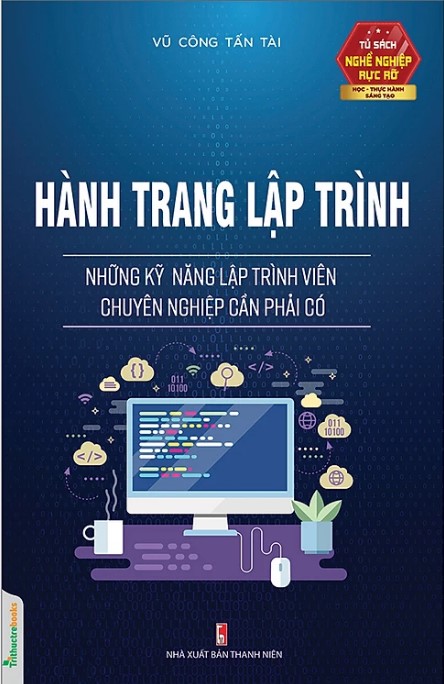 VŨ CÔNG TẤN TÀI
TỦ SÁCH
NGHỀ NGHIỆP
RỰC RỠ
HỌC - THỰC HÀNH
SÁNG TẠO
HÀNH TRANG LẬP TRÌNH
NHỮNG KỸ NĂNG LẬP TRÌNH VIÊN
CHUYÊN NGHIỆP CẦN PHẢI CÓ
{}
</>
011
10100
011
10100
</>
Trithuctrebooks
NHÀ XUẤT BẢN THANH NIÊN